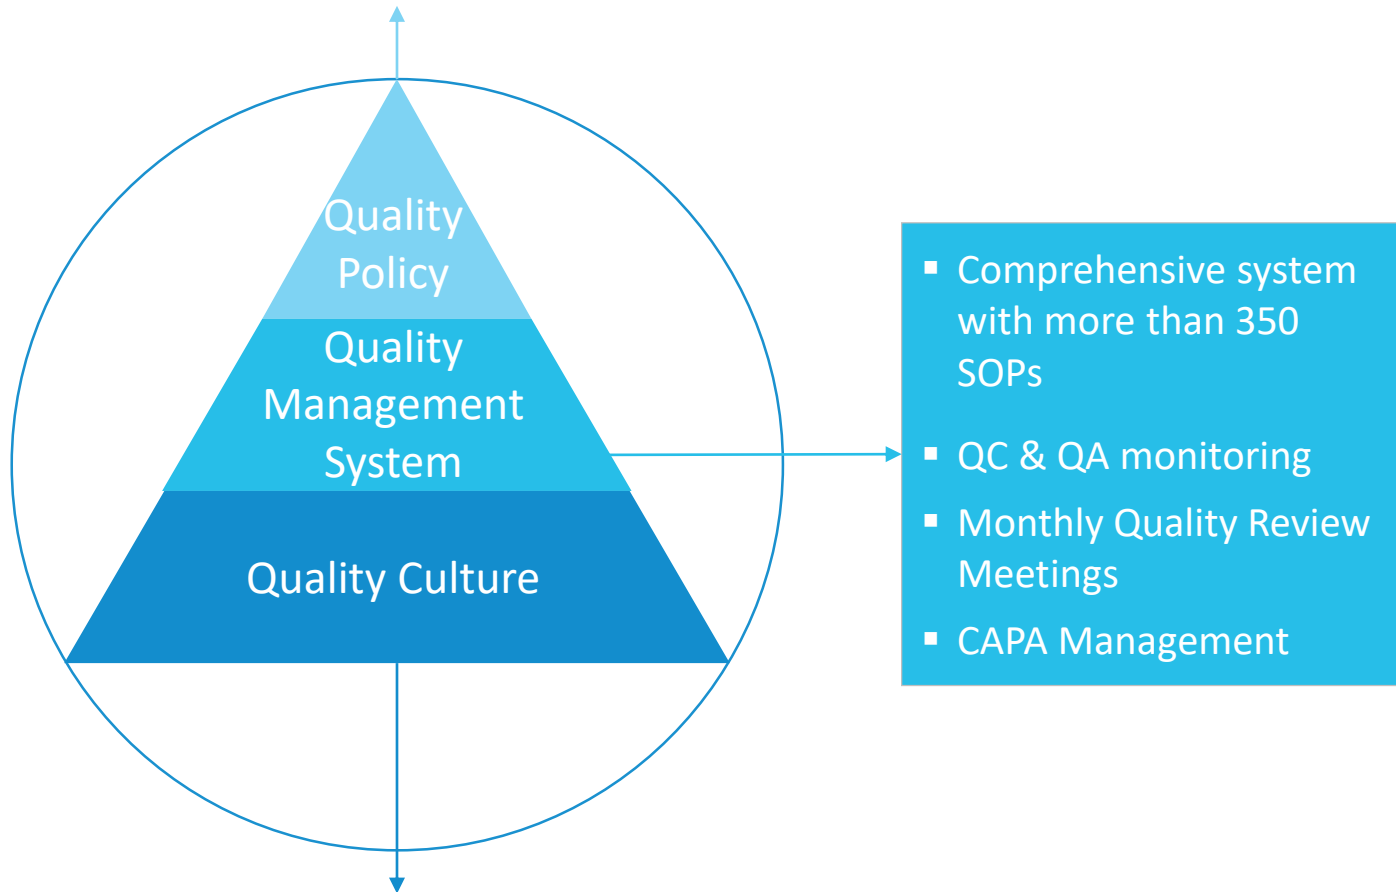 Quality
Policy
Quality
Management
System
Quality Culture
▪ Comprehensive system
with more than 350
SOPs
▪ QC & QA monitoring
▪ Monthly Quality Review
Meetings
▪ CAPA Management